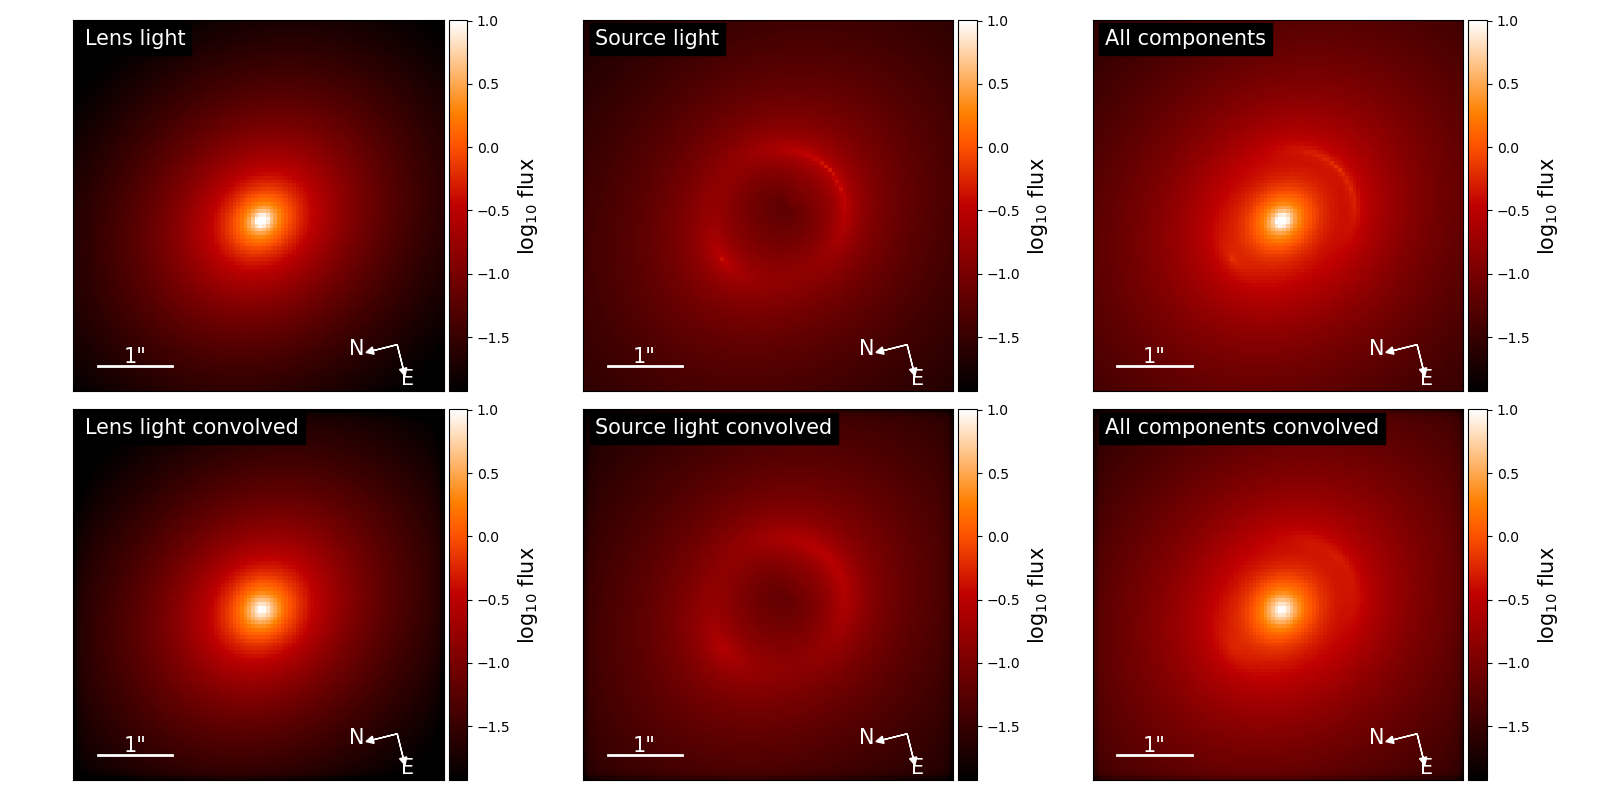 Lens light
1.0
0.5
0.0
−0.5
−1.0
−1.5
log10 flux
1"
N
E
Source light
1.0
0.5
0.0
−0.5
−1.0
−1.5
log10 flux
1"
N
E
All components
1.0
0.5
0.0
−0.5
−1.0
−1.5
log10 flux
1"
N
E
Lens light convolved
1.0
0.5
0.0
−0.5
−1.0
−1.5
log10 flux
1"
N
E
Source light convolved
1.0
0.5
0.0
−0.5
−1.0
−1.5
log10 flux
1"
N
E
All components convolved
1.0
0.5
0.0
−0.5
−1.0
−1.5
log10 flux
1"
N
E